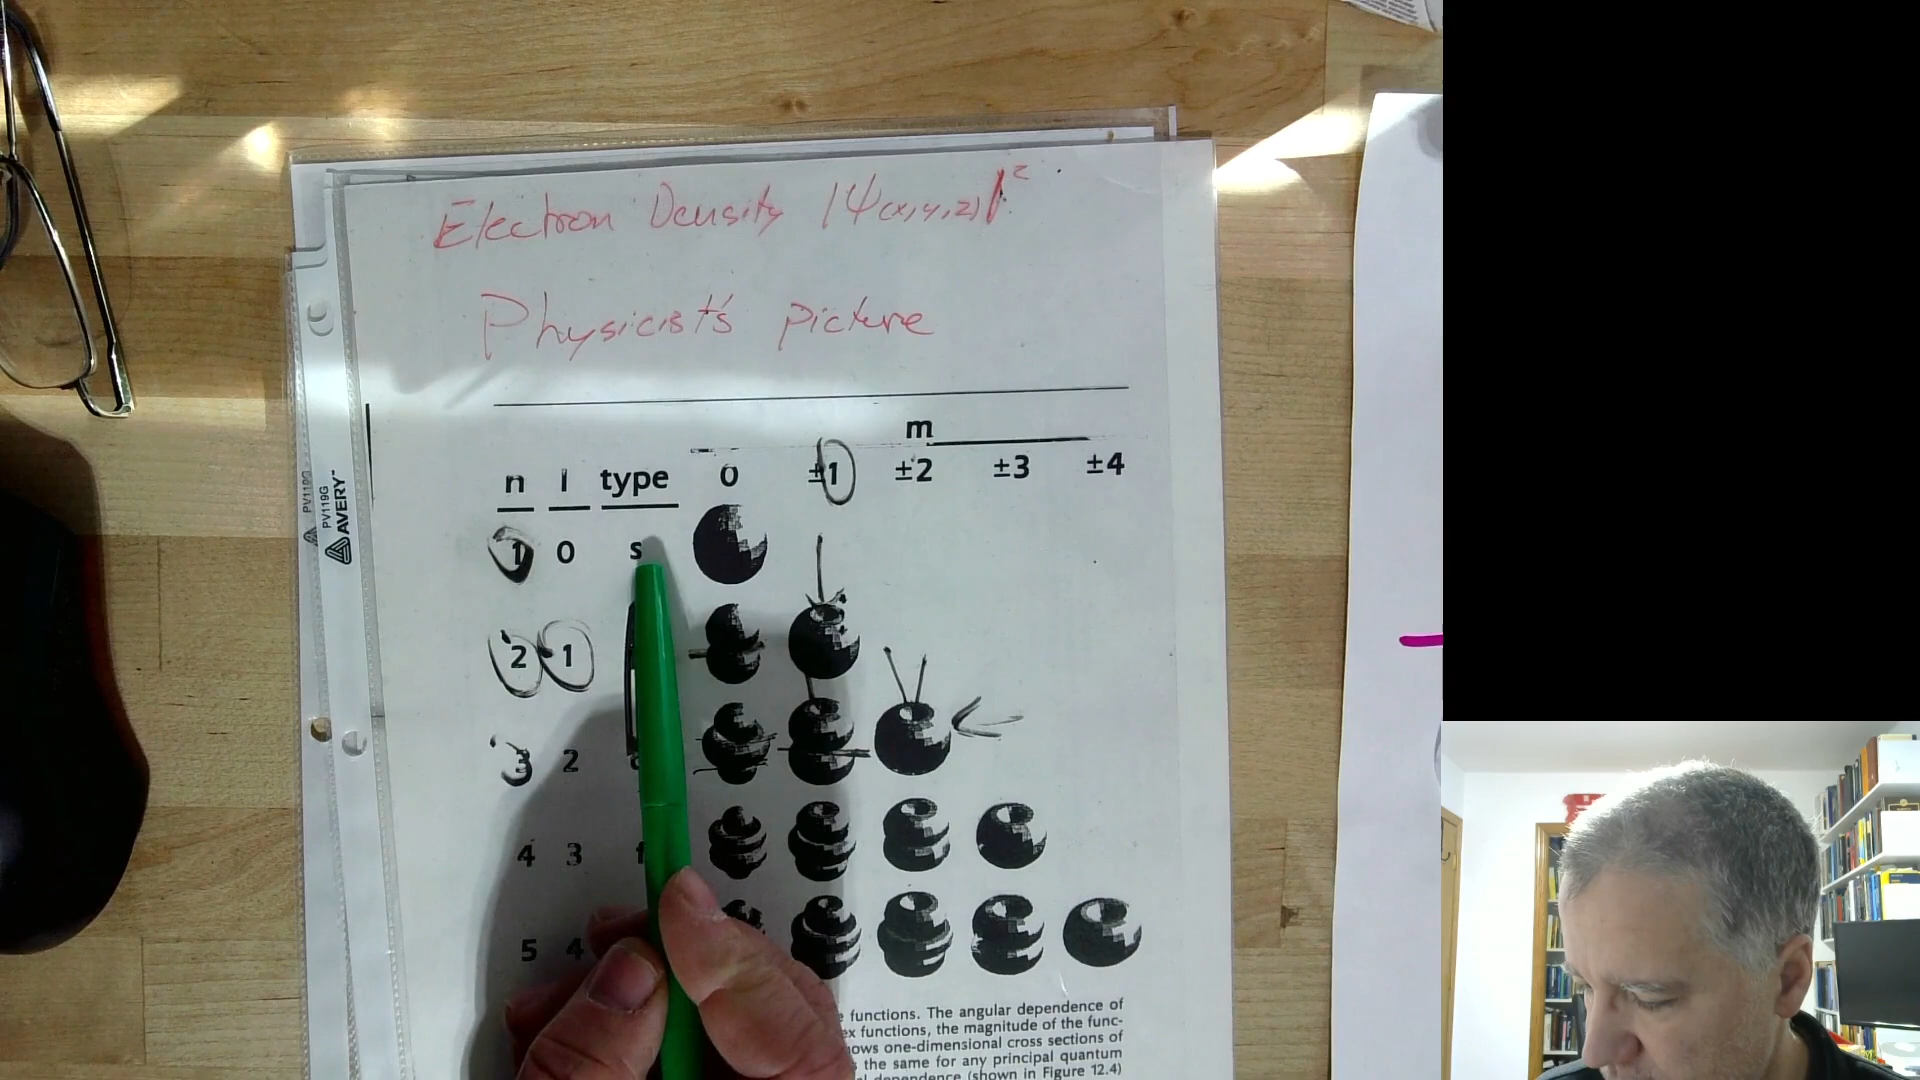 Electron Density |Ψ(x,y,z)|²
Physicist's picture
m
n l type 0 ±1 ±2 ±3 ±4
1 0 s
2 1
3 2
4 3 f
5 4
functions. The angular dependence of
ex functions, the magnitude of the func-
ows one-dimensional cross sections of
the same for any principal quantum
dependence (shown in Figure 12.4)
PV119G
PV119G
AVERY